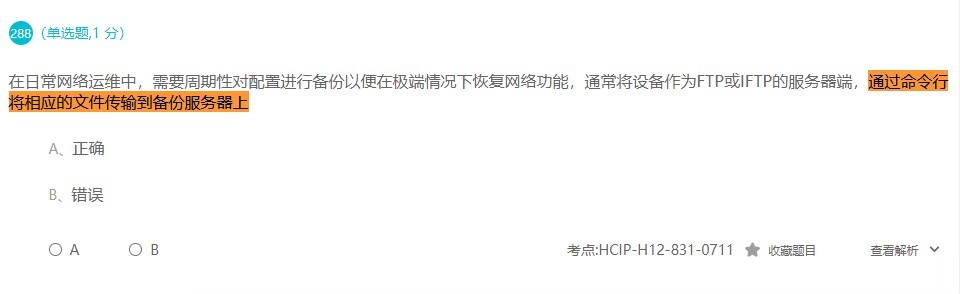 288 (单选题,1 分)
在日常网络运维中，需要周期性对配置进行备份以便在极端情况下恢复网络功能，通常将设备作为FTP或IFTP的服务器端，通过命令行
将相应的文件传输到备份服务器上
A、正确
B、错误
A B 考点:HCIP-H12-831-0711 收藏题目 查看解析